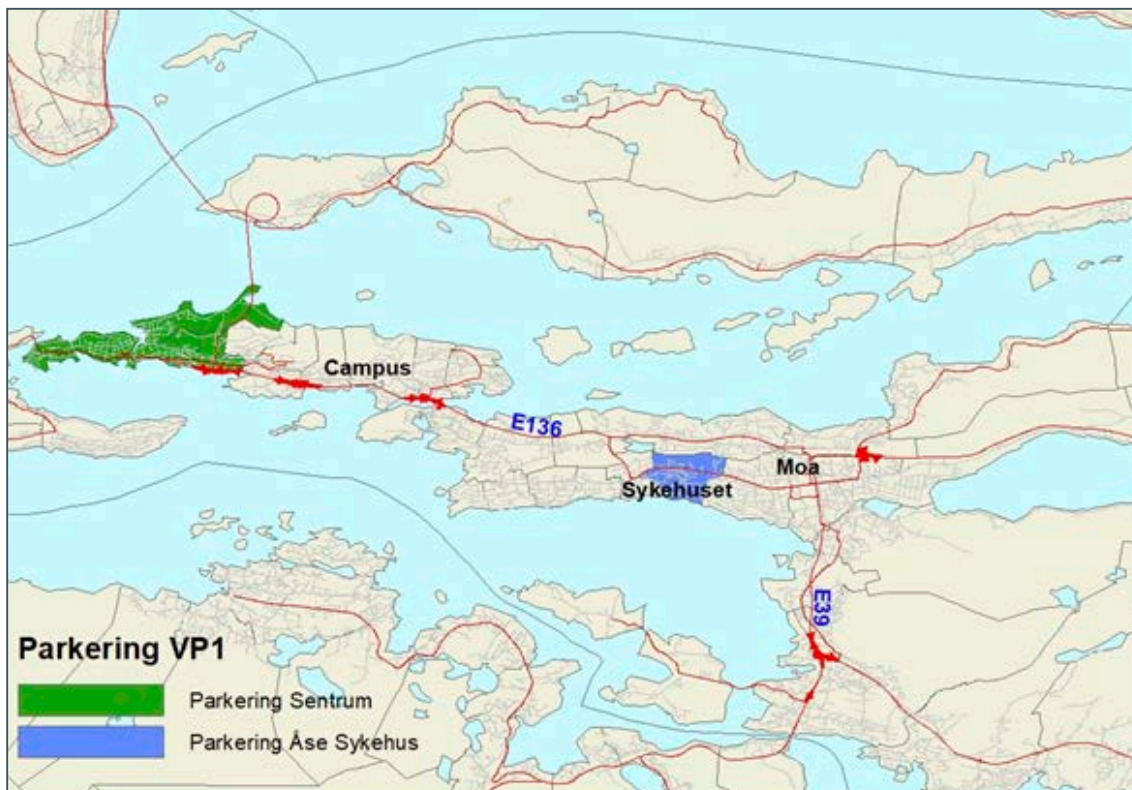 Campus
E136
Moa
Sykehuset
E39
Parkering VP1
Parkering Sentrum
Parkering Åse Sykehus